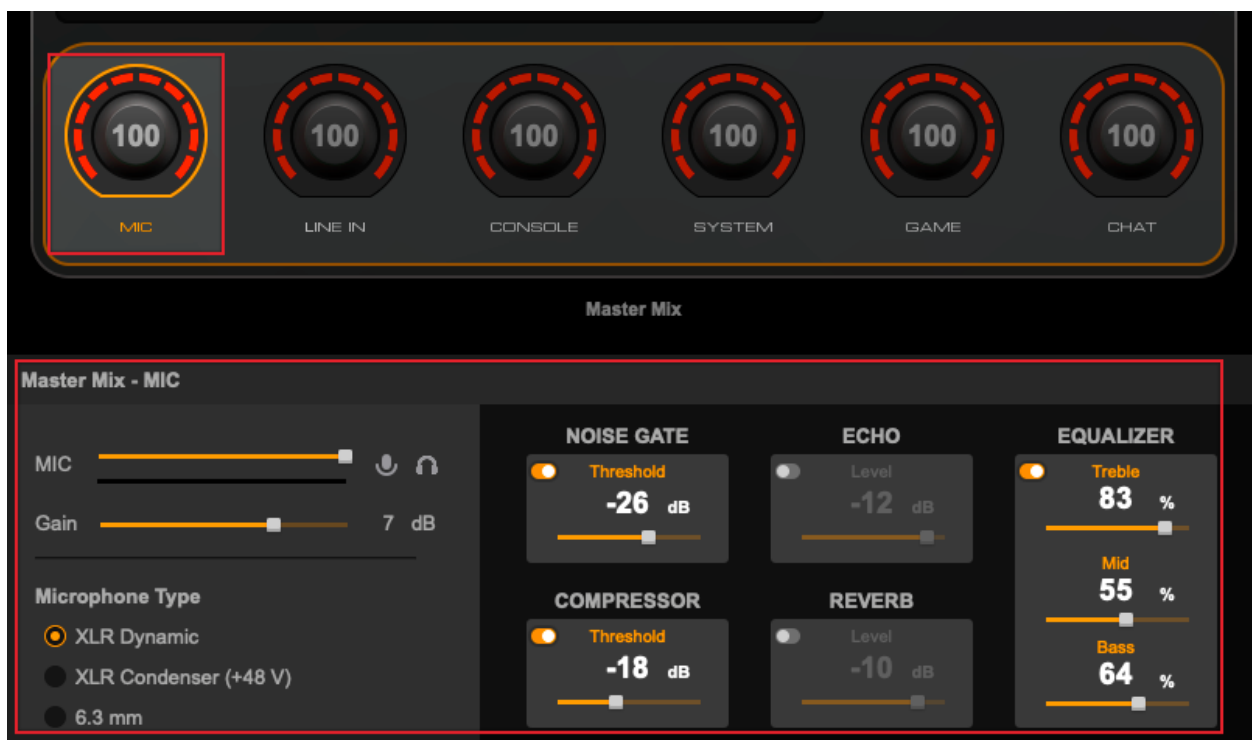 100 100 100 100 100 100
MIC LINE IN CONSOLE SYSTEM GAME CHAT
Master Mix
Master Mix - MIC
MIC
Gain 7 dB
Microphone Type
XLR Dynamic
XLR Condenser (+48 V)
6.3 mm
NOISE GATE
Threshold
-26 dB
ECHO
Level
-12 dB
COMPRESSOR
Threshold
-18 dB
REVERB
Level
-10 dB
EQUALIZER
Treble
83 %
Mid
55 %
Bass
64 %